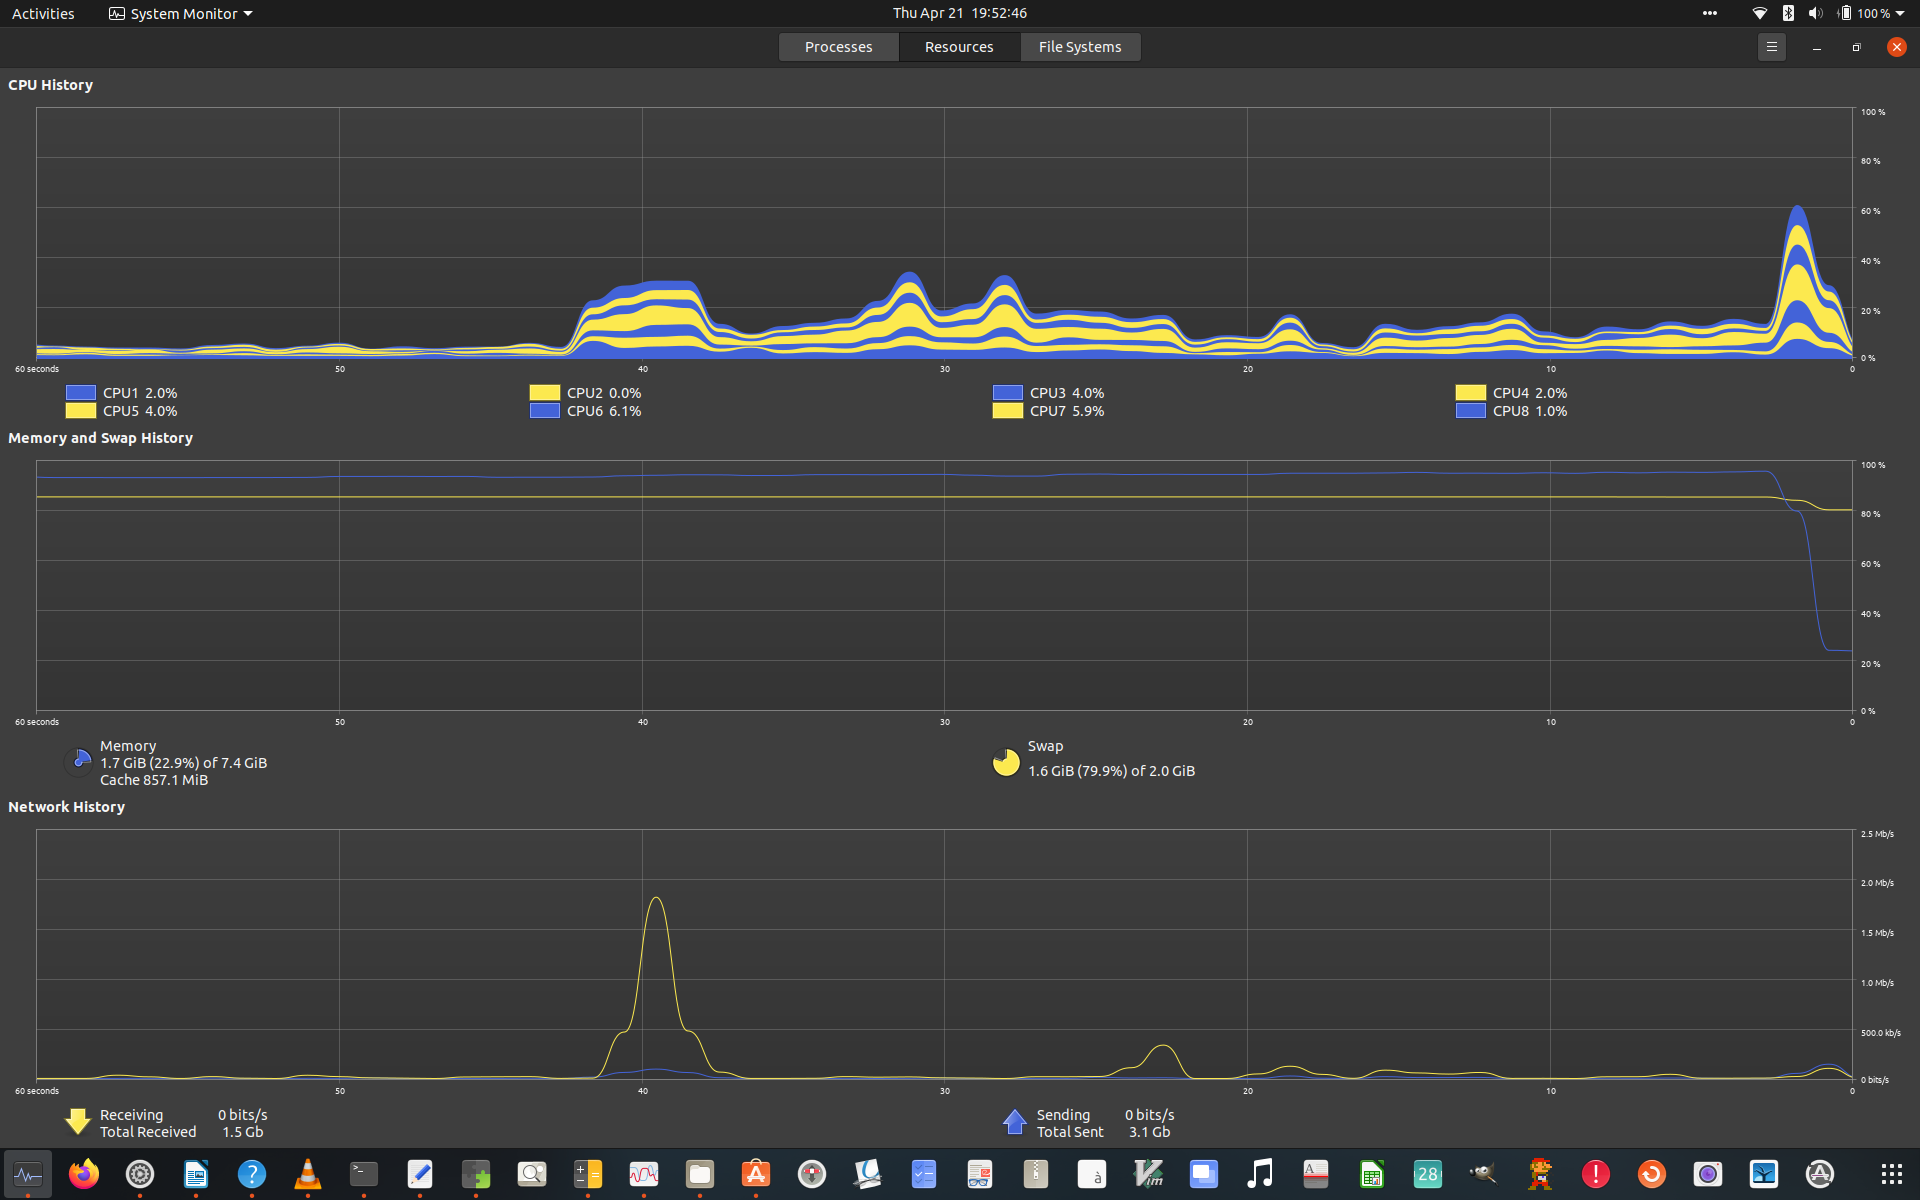 Activities
System Monitor
Thu Apr 21 19:52:46
100 %
Processes
Resources
File Systems
CPU History
100 %
80 %
60 %
40 %
20 %
0 %
60 seconds 50 40 30 20 10 0
CPU1 2.0% CPU2 0.0% CPU3 4.0% CPU4 2.0%
CPU5 4.0% CPU6 6.1% CPU7 5.9% CPU8 1.0%
Memory and Swap History
100 %
80 %
60 %
40 %
20 %
0 %
60 seconds 50 40 30 20 10 0
Memory
1.7 GiB (22.9%) of 7.4 GiB
Cache 857.1 MiB
Swap
1.6 GiB (79.9%) of 2.0 GiB
Network History
2.5 Mb/s
2.0 Mb/s
1.5 Mb/s
1.0 Mb/s
500.0 kb/s
0 bits/s
60 seconds 50 40 30 20 10 0
Receiving 0 bits/s
Total Received 1.5 Gb
Sending 0 bits/s
Total Sent 3.1 Gb
>_
?
à
Vim
A
28
!
A